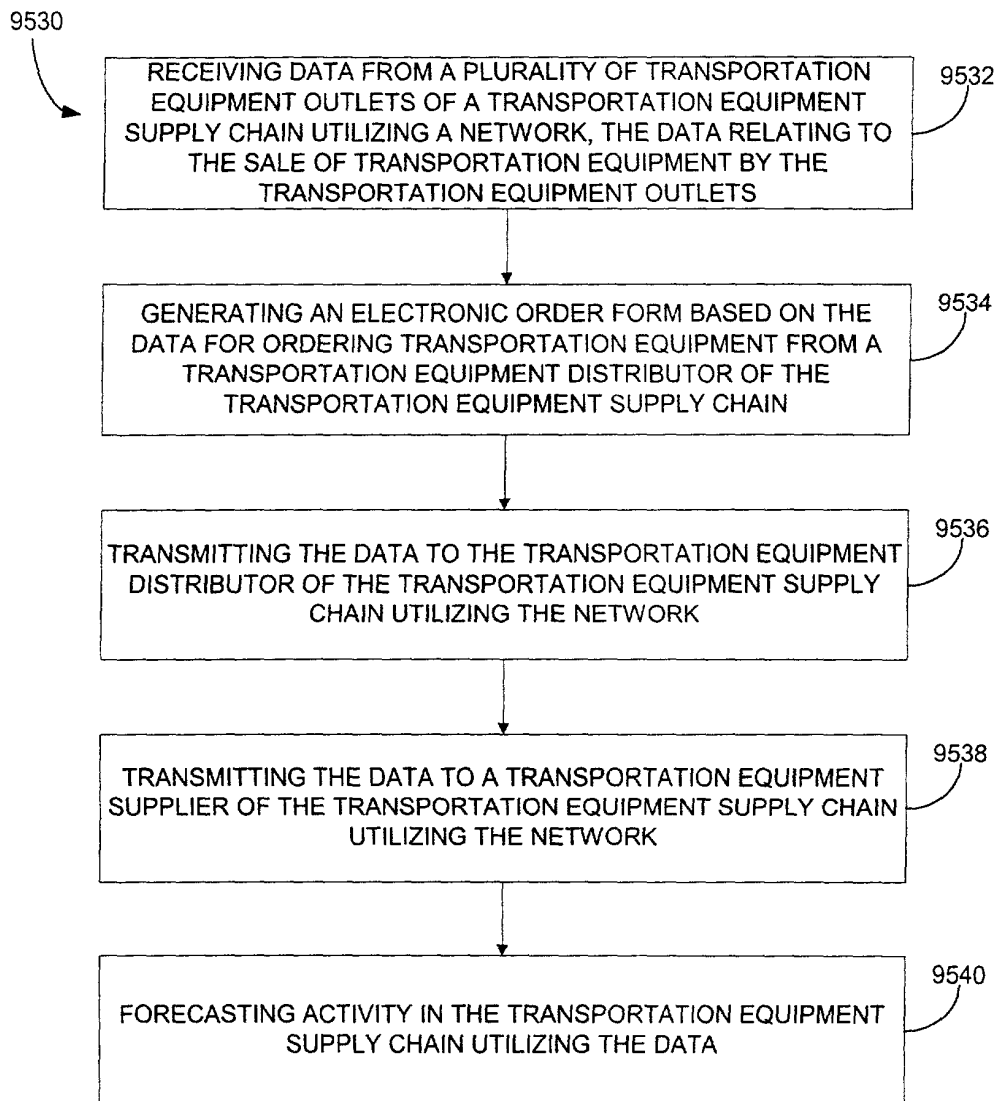 9530
RECEIVING DATA FROM A PLURALITY OF TRANSPORTATION
EQUIPMENT OUTLETS OF A TRANSPORTATION EQUIPMENT
SUPPLY CHAIN UTILIZING A NETWORK, THE DATA RELATING TO
THE SALE OF TRANSPORTATION EQUIPMENT BY THE
TRANSPORTATION EQUIPMENT OUTLETS
9532
GENERATING AN ELECTRONIC ORDER FORM BASED ON THE
DATA FOR ORDERING TRANSPORTATION EQUIPMENT FROM A
TRANSPORTATION EQUIPMENT DISTRIBUTOR OF THE
TRANSPORTATION EQUIPMENT SUPPLY CHAIN
9534
TRANSMITTING THE DATA TO THE TRANSPORTATION EQUIPMENT
DISTRIBUTOR OF THE TRANSPORTATION EQUIPMENT SUPPLY
CHAIN UTILIZING THE NETWORK
9536
TRANSMITTING THE DATA TO A TRANSPORTATION EQUIPMENT
SUPPLIER OF THE TRANSPORTATION EQUIPMENT SUPPLY CHAIN
UTILIZING THE NETWORK
9538
FORECASTING ACTIVITY IN THE TRANSPORTATION EQUIPMENT
SUPPLY CHAIN UTILIZING THE DATA
9540